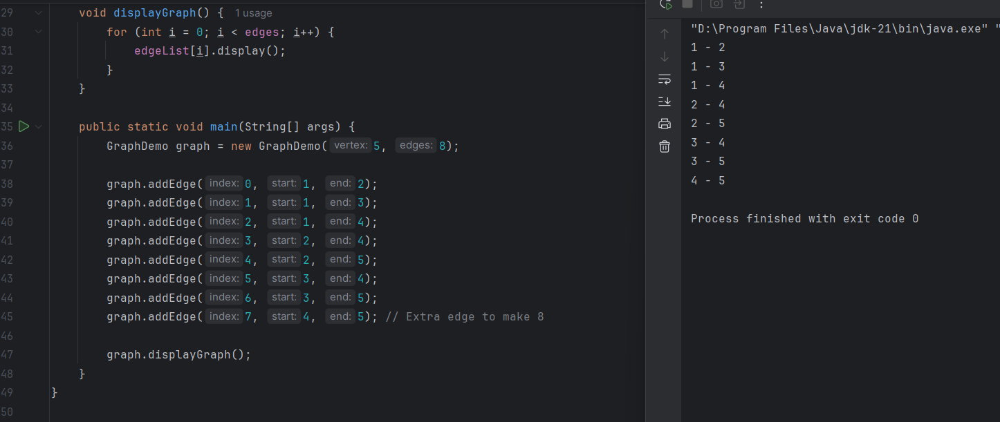 29 void displayGraph() { 1 usage
30 for (int i = 0; i < edges; i++) {
31 edgeList[i].display();
32 }
33 }
34
35 public static void main(String[] args) {
36 GraphDemo graph = new GraphDemo( vertex: 5, edges: 8);
37
38 graph.addEdge( index: 0, start: 1, end: 2);
39 graph.addEdge( index: 1, start: 1, end: 3);
40 graph.addEdge( index: 2, start: 1, end: 4);
41 graph.addEdge( index: 3, start: 2, end: 4);
42 graph.addEdge( index: 4, start: 2, end: 5);
43 graph.addEdge( index: 5, start: 3, end: 4);
44 graph.addEdge( index: 6, start: 3, end: 5);
45 graph.addEdge( index: 7, start: 4, end: 5); // Extra edge to make 8
46
47 graph.displayGraph();
48 }
49 }
50
"D:\Program Files\Java\jdk-21\bin\java.exe" "
1 - 2
1 - 3
1 - 4
2 - 4
2 - 5
3 - 4
3 - 5
4 - 5
Process finished with exit code 0